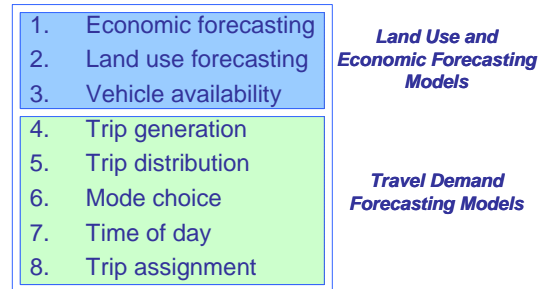 1. Economic forecasting
2. Land use forecasting
3. Vehicle availability
Land Use and
Economic Forecasting
Models
4. Trip generation
5. Trip distribution
6. Mode choice
7. Time of day
8. Trip assignment
Travel Demand
Forecasting Models